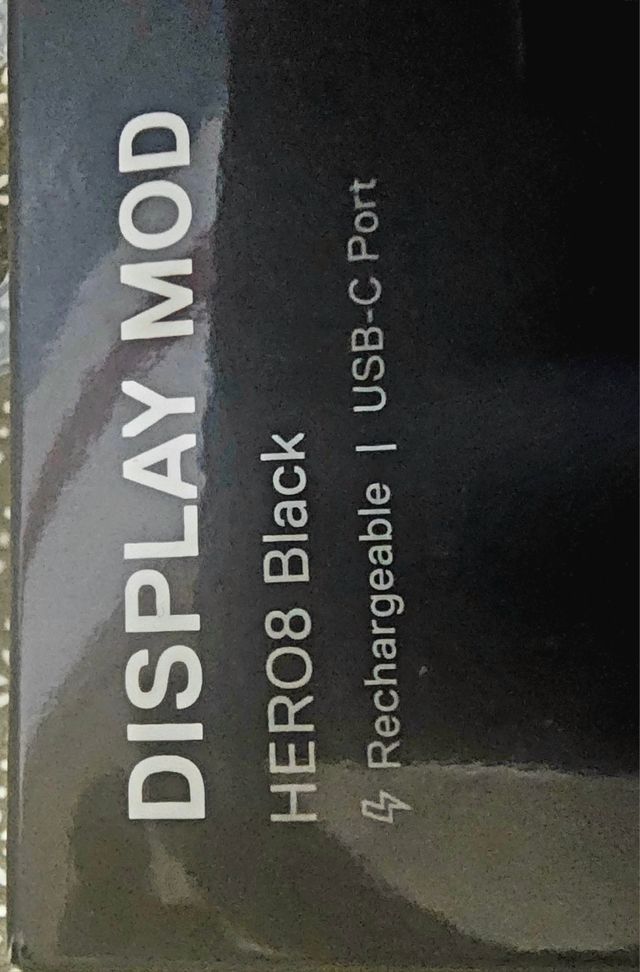 DISPLAY MOD
HERO8 Black
Rechargeable | USB-C Port